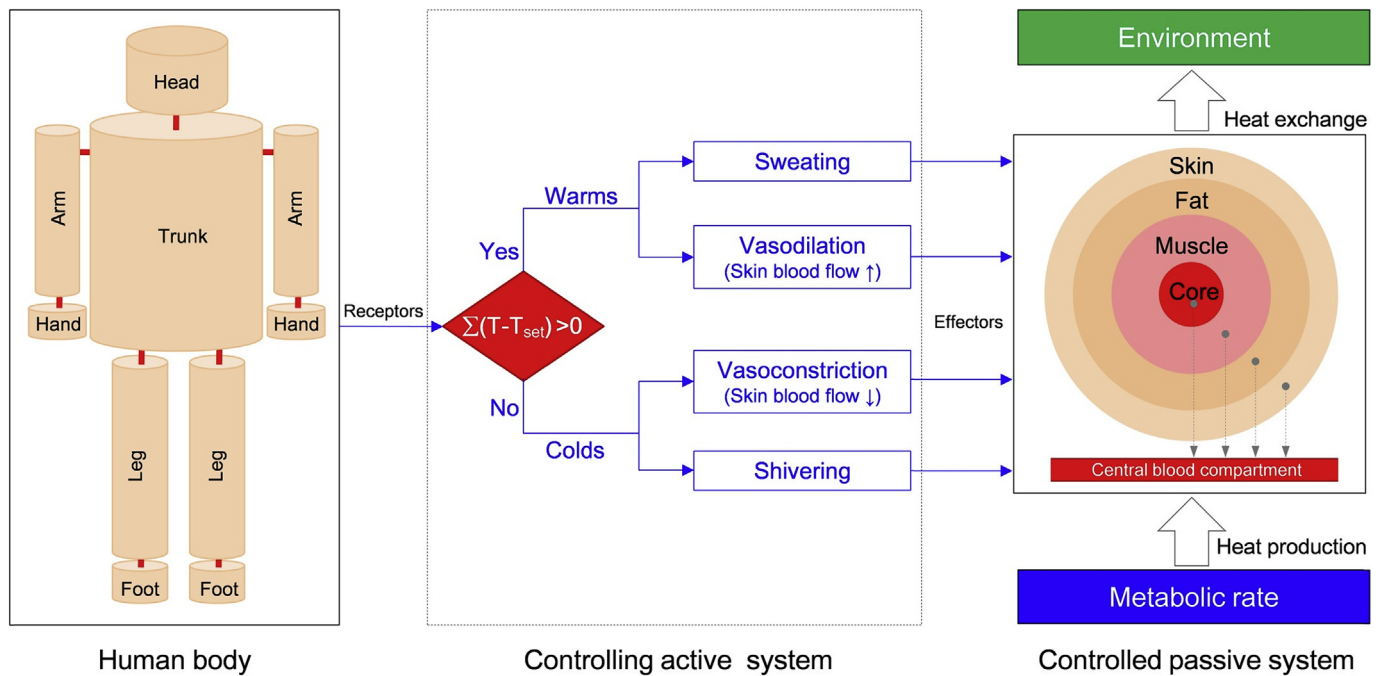 Head
Arm
Arm
Trunk
Hand
Hand
Leg
Leg
Foot
Foot
Human body
Receptors
∑(T-Tset)>0
Yes
Warms
No
Colds
Sweating
Vasodilation
(Skin blood flow ↑)
Vasoconstriction
(Skin blood flow ↓)
Shivering
Controlling active system
Effectors
Environment
Heat exchange
Skin
Fat
Muscle
Core
Central blood compartment
Heat production
Metabolic rate
Controlled passive system